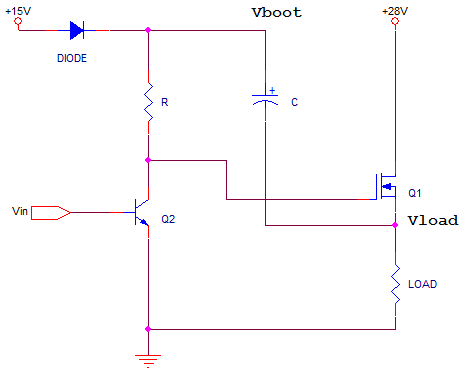 +15V
Vboot
+28V
DIODE
+
R
C
Q1
Vin
Q2
Vload
LOAD